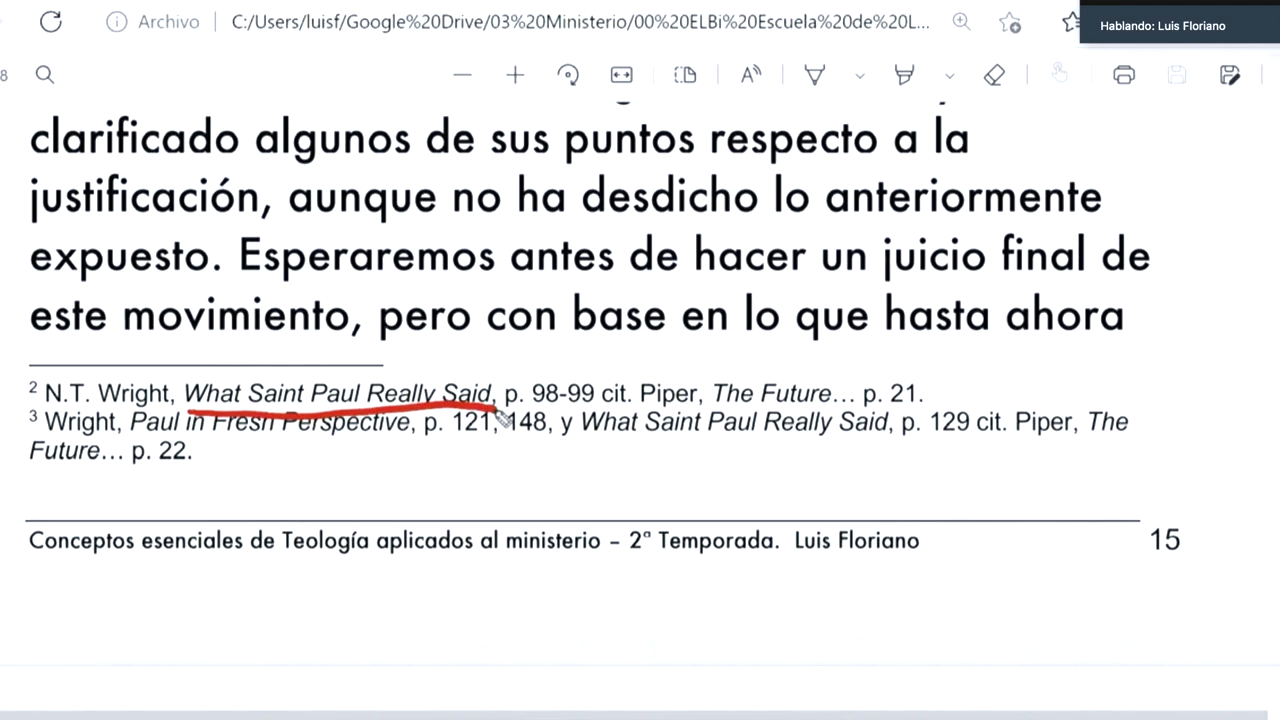 Archivo | C:/Users/luisf/Google%20Drive/03%20Ministerio/00%20ELBi%20Escuela%20de%20L...
Hablando: Luis Floriano
8
clarificado algunos de sus puntos respecto a la
justificación, aunque no ha desdicho lo anteriormente
expuesto. Esperaremos antes de hacer un juicio final de
este movimiento, pero con base en lo que hasta ahora
2 N.T. Wright, What Saint Paul Really Said, p. 98-99 cit. Piper, The Future… p. 21.
3 Wright, Paul in Fresh Perspective, p. 121, 148, y What Saint Paul Really Said, p. 129 cit. Piper, The
Future… p. 22.
Conceptos esenciales de Teología aplicados al ministerio – 2ª Temporada. Luis Floriano 15